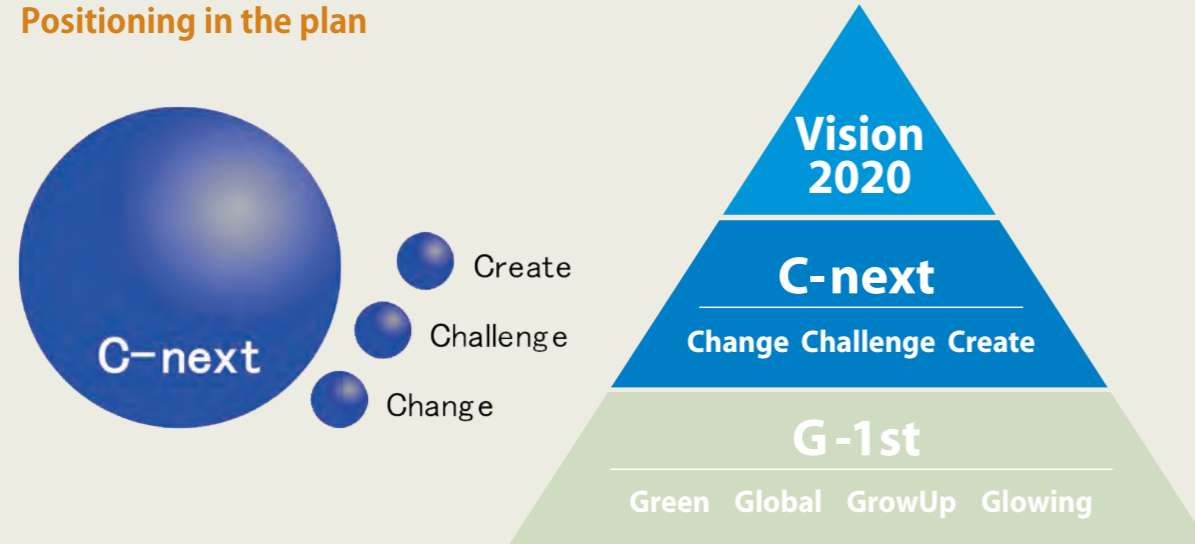 Positioning in the plan
C-next
Create
Challenge
Change
Vision
2020
C-next
Change Challenge Create
G-1st
Green Global GrowUp Glowing